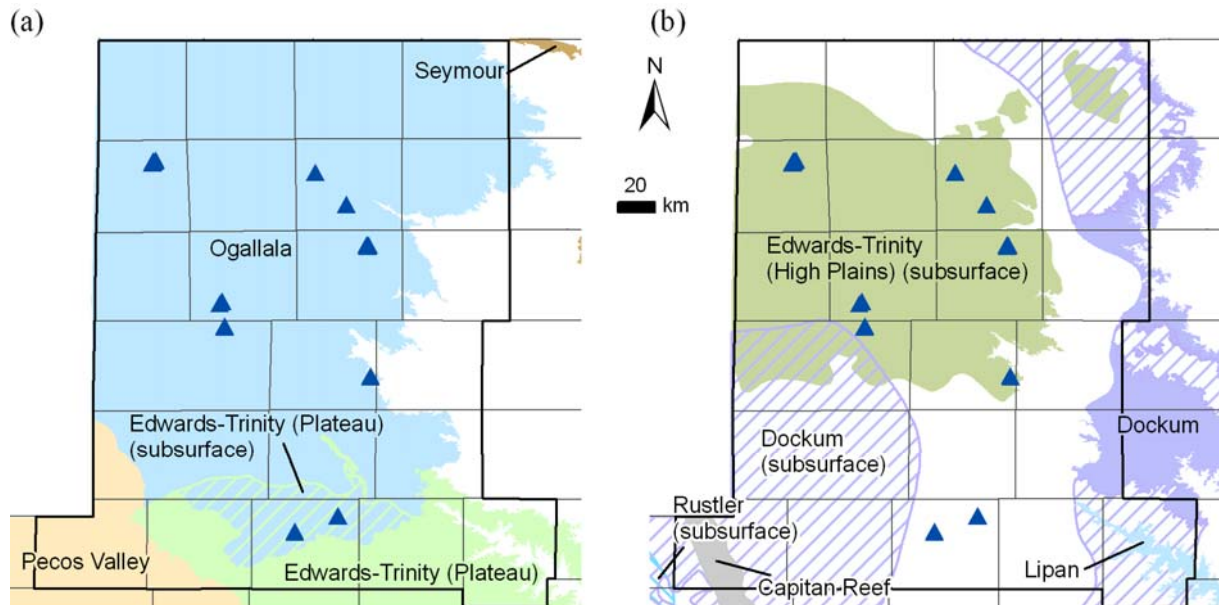 (a)
Seymour
Ogallala
Edwards-Trinity (Plateau)
(subsurface)
Pecos Valley
Edwards-Trinity (Plateau)
N
20
km
(b)
Edwards-Trinity
(High Plains) (subsurface)
Dockum
(subsurface)
Dockum
Rustler
(subsurface)
Capitan-Reef
Lipan